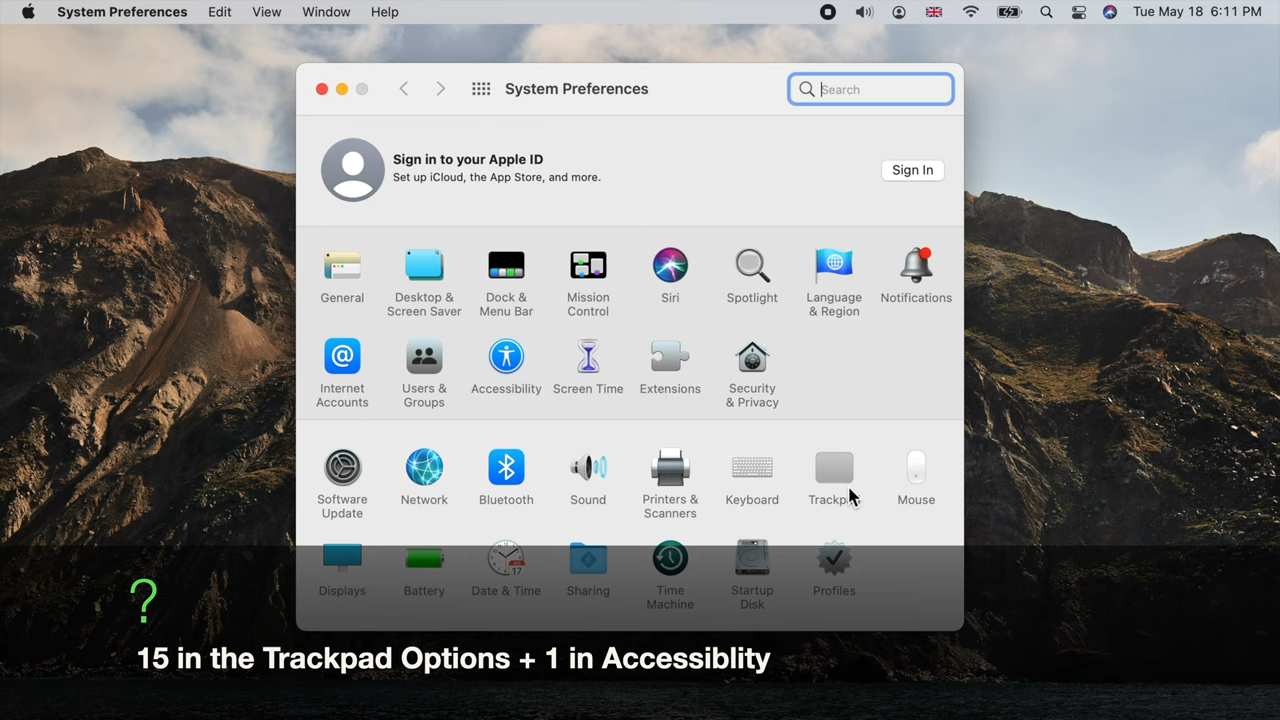 System Preferences Edit View Window Help Tue May 18 6:11 PM
System Preferences Search
Sign in to your Apple ID
Set up iCloud, the App Store, and more.
Sign In
General Desktop & Screen Saver Dock & Menu Bar Mission Control Siri Spotlight Language & Region Notifications
@
Internet Accounts Users & Groups Accessibility Screen Time Extensions Security & Privacy
Software Update Network Bluetooth Sound Printers & Scanners Keyboard Mouse
17
Displays Battery Date & Time Sharing Time Machine Startup Disk Profiles
?
15 in the Trackpad Options + 1 in Accessiblity